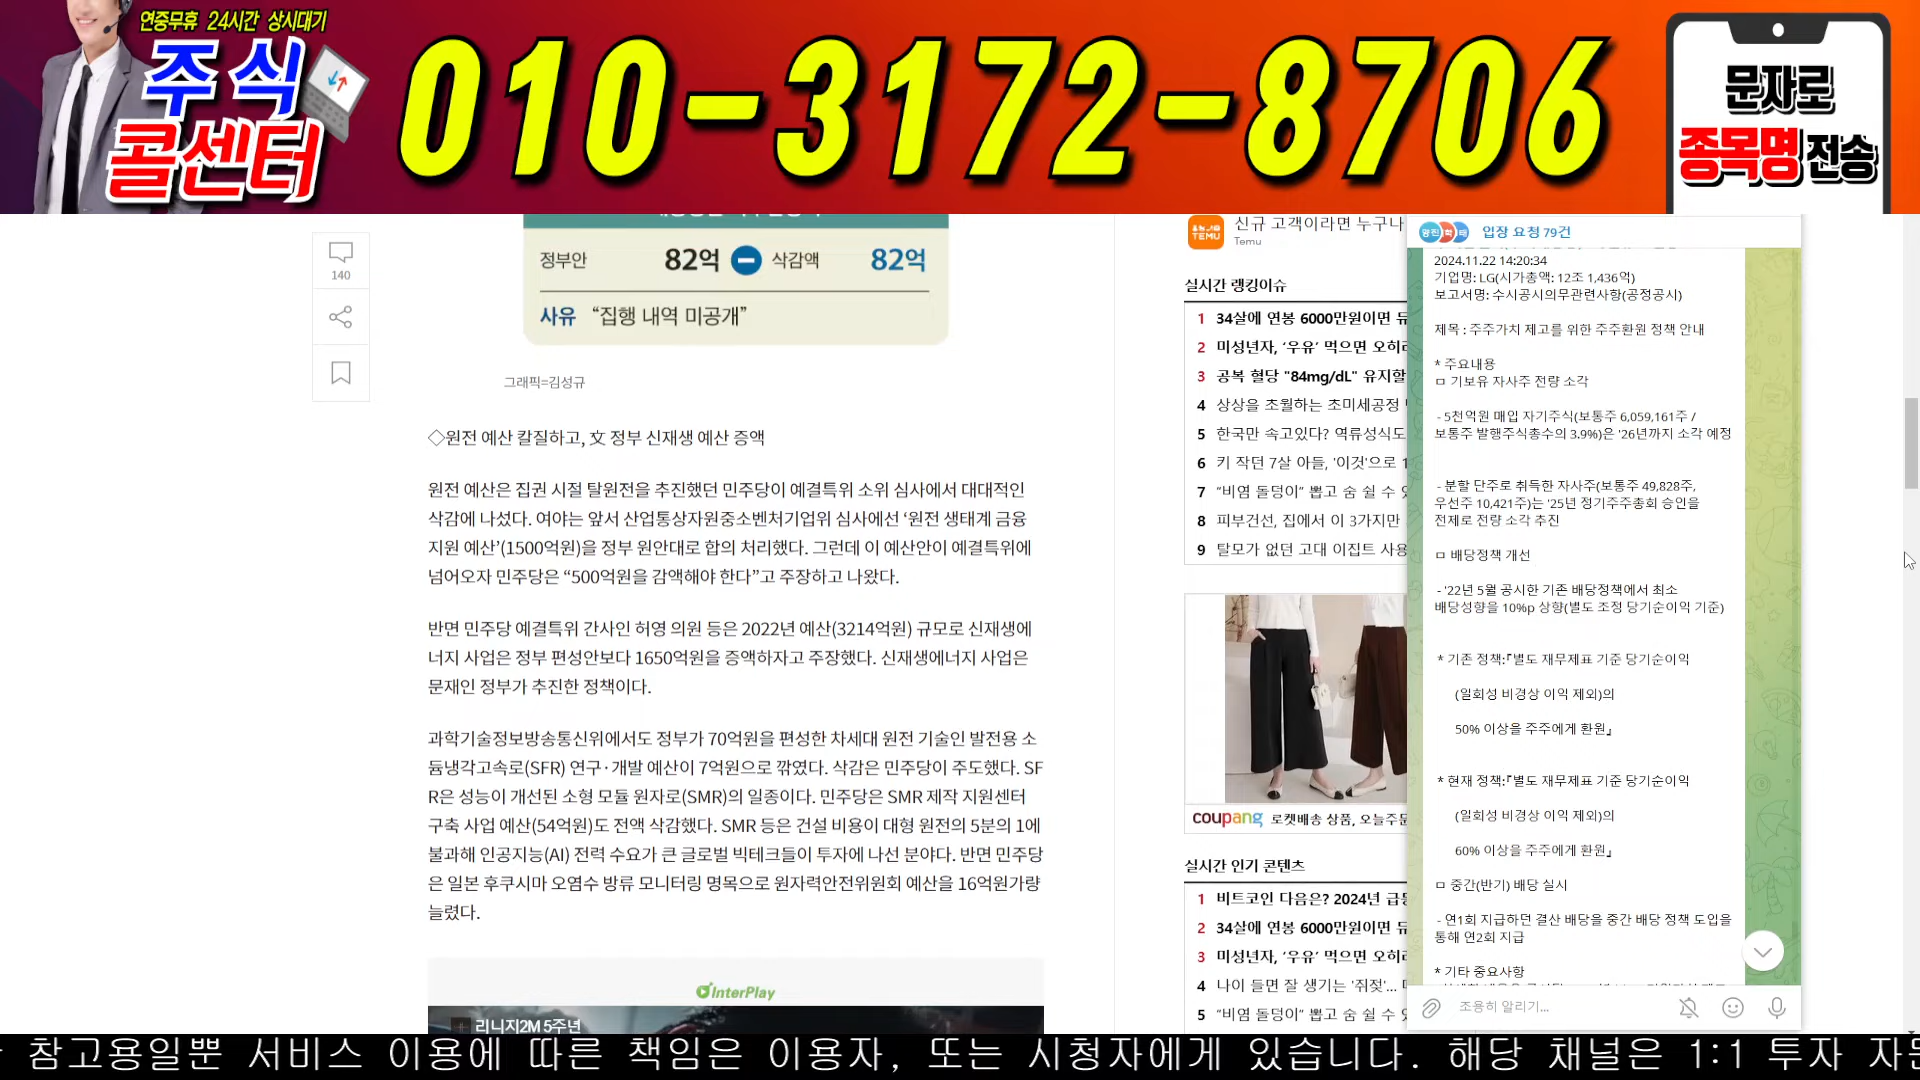 연중무휴 24시간 상시대기
주식
콜센터
010-3172-8706
문자로
종목명 전송
140
정부안 82억 삭감액 82억
사유 “집행 내역 미공개”
그래픽=김성규
◇원전 예산 칼질하고, 文 정부 신재생 예산 증액
원전 예산은 집권 시절 탈원전을 추진했던 민주당이 예결특위 소위 심사에서 대대적인
삭감에 나섰다. 여야는 앞서 산업통상자원중소벤처기업위 심사에선 ‘원전 생태계 금융
지원 예산’(1500억원)을 정부 원안대로 합의 처리했다. 그런데 이 예산안이 예결특위에
넘어오자 민주당은 “500억원을 감액해야 한다”고 주장하고 나왔다.
반면 민주당 예결특위 간사인 허영 의원 등은 2022년 예산(3214억원) 규모로 신재생에
너지 사업은 정부 편성안보다 1650억원을 증액하자고 주장했다. 신재생에너지 사업은
문재인 정부가 추진한 정책이다.
과학기술정보방송통신위에서도 정부가 70억원을 편성한 차세대 원전 기술인 발전용 소
듐냉각고속로(SFR) 연구·개발 예산이 7억원으로 깎였다. 삭감은 민주당이 주도했다. SF
R은 성능이 개선된 소형 모듈 원자로(SMR)의 일종이다. 민주당은 SMR 제작 지원센터
구축 사업 예산(54억원)도 전액 삭감했다. SMR 등은 건설 비용이 대형 원전의 5분의 1에
불과해 인공지능(AI) 전력 수요가 큰 글로벌 빅테크들이 투자에 나선 분야다. 반면 민주당
은 일본 후쿠시마 오염수 방류 모니터링 명목으로 원자력안전위원회 예산을 16억원가량
늘렸다.
InterPlay
리니지2M 5주년
TEMU
신규 고객이라면 누구나
Temu
실시간 랭킹이슈
1 34살에 연봉 6000만원이면 듀
2 미성년자, ‘우유’ 먹으면 오히려
3 공복 혈당 "84mg/dL" 유지할
4 상상을 초월하는 초미세공정
5 한국만 속고있다? 역류성식도
6 키 작던 7살 아들, '이것'으로 1
7 “비염 돌덩이” 뽑고 숨 쉴 수 있
8 피부건선, 집에서 이 3가지만
9 탈모가 없던 고대 이집트 사용
coupang 로켓배송 상품, 오늘주문
실시간 인기 콘텐츠
1 비트코인 다음은? 2024년 급등
2 34살에 연봉 6000만원이면 듀
3 미성년자, ‘우유’ 먹으면 오히려
4 나이 들면 잘 생기는 '쥐젖'...
5 “비염 돌덩이” 뽑고 숨 쉴 수 있
왕진 학 태 입장 요청 79건
2024.11.22 14:20:34
기업명: LG(시가총액: 12조 1,436억)
보고서명: 수시공시의무관련사항(공정공시)
제목 : 주주가치 제고를 위한 주주환원 정책 안내
* 주요내용
ㅁ 기보유 자사주 전량 소각
- 5천억원 매입 자기주식(보통주 6,059,161주 /
보통주 발행주식총수의 3.9%)은 '26년까지 소각 예정
- 분할 단주로 취득한 자사주(보통주 49,828주,
우선주 10,421주)는 '25년 정기주주총회 승인을
전제로 전량 소각 추진
ㅁ 배당정책 개선
- '22년 5월 공시한 기존 배당정책에서 최소
배당성향을 10%p 상향(별도 조정 당기순이익 기준)
* 기존 정책:『별도 재무제표 기준 당기순이익
(일회성 비경상 이익 제외)의
50% 이상을 주주에게 환원』
* 현재 정책:『별도 재무제표 기준 당기순이익
(일회성 비경상 이익 제외)의
60% 이상을 주주에게 환원』
ㅁ 중간(반기) 배당 실시
- 연1회 지급하던 결산 배당을 중간 배당 정책 도입을
통해 연2회 지급
* 기타 중요사항
조용히 알리기...
참고용일뿐 서비스 이용에 따른 책임은 이용자, 또는 시청자에게 있습니다. 해당 채널은 1:1 투자 자문